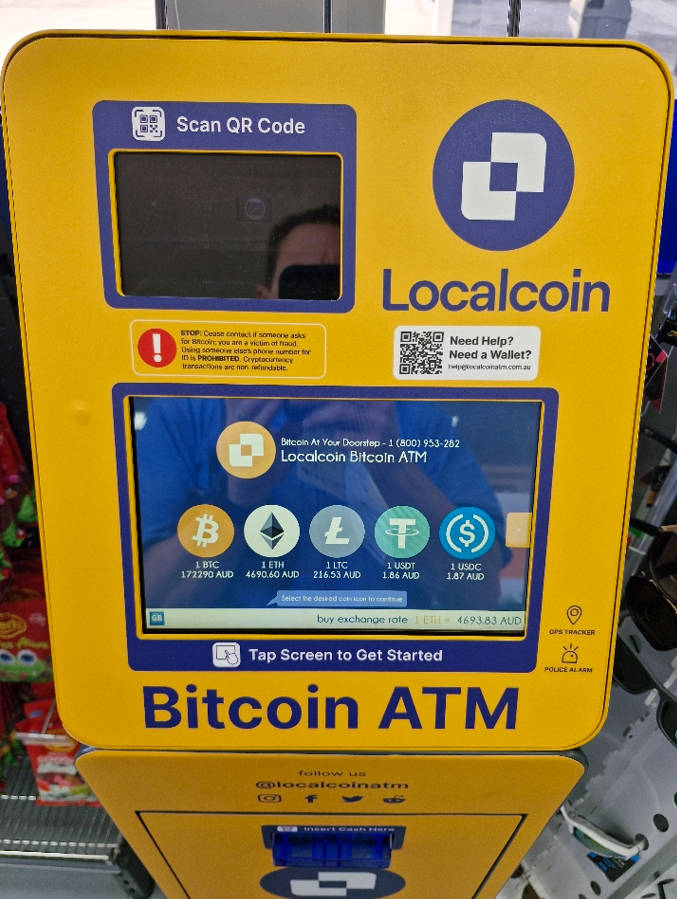 Scan QR Code
Localcoin
STOP: Cease contact if someone asks
for Bitcoin; you are a victim of fraud.
Using someone else's phone number for
ID is PROHIBITED. Cryptocurrency
transactions are non refundable.
Need Help?
Need a Wallet?
help@localcoinatm.com.au
Bitcoin At Your Doorstep - 1 (800) 953-282
Localcoin Bitcoin ATM
1 BTC
172290 AUD
1 ETH
4690.60 AUD
1 LTC
216.53 AUD
1 USDT
1.86 AUD
1 USDC
1.87 AUD
Select the desired coin icon to continue
GB
buy exchange rate 1 ETH = 4693.83 AUD
Tap Screen to Get Started
GPS TRACKER
POLICE ALARM
Bitcoin ATM
follow us
@localcoinatm
Insert Cash Here